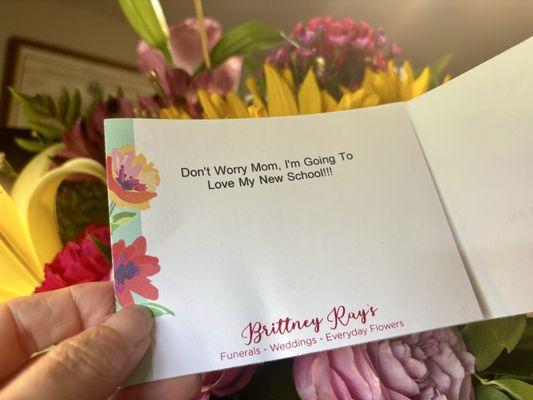 Don't Worry Mom, I'm Going To
Love My New School!!!
Brittney Ray's
Funerals - Weddings - Everyday Flowers